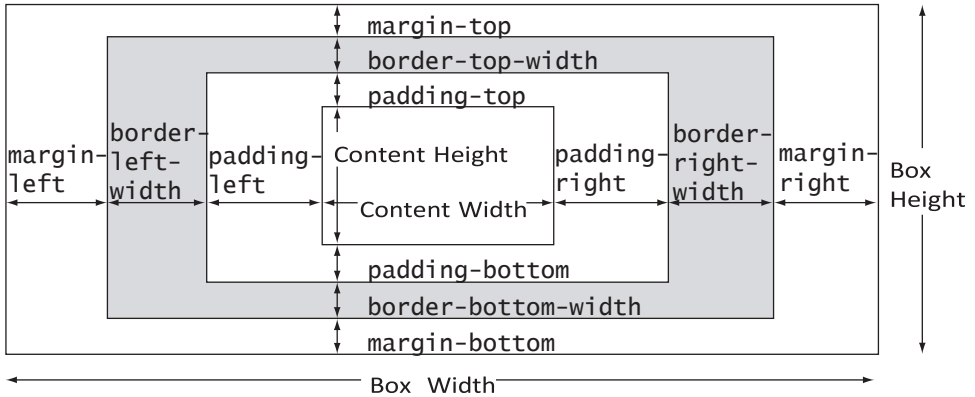 margin-top
border-top-width
padding-top
border-
left-
width
margin-
left
padding-
left
Content Height
Content Width
padding-
right
border-
right-
width
margin-
right
Box
Height
padding-bottom
border-bottom-width
margin-bottom
Box Width